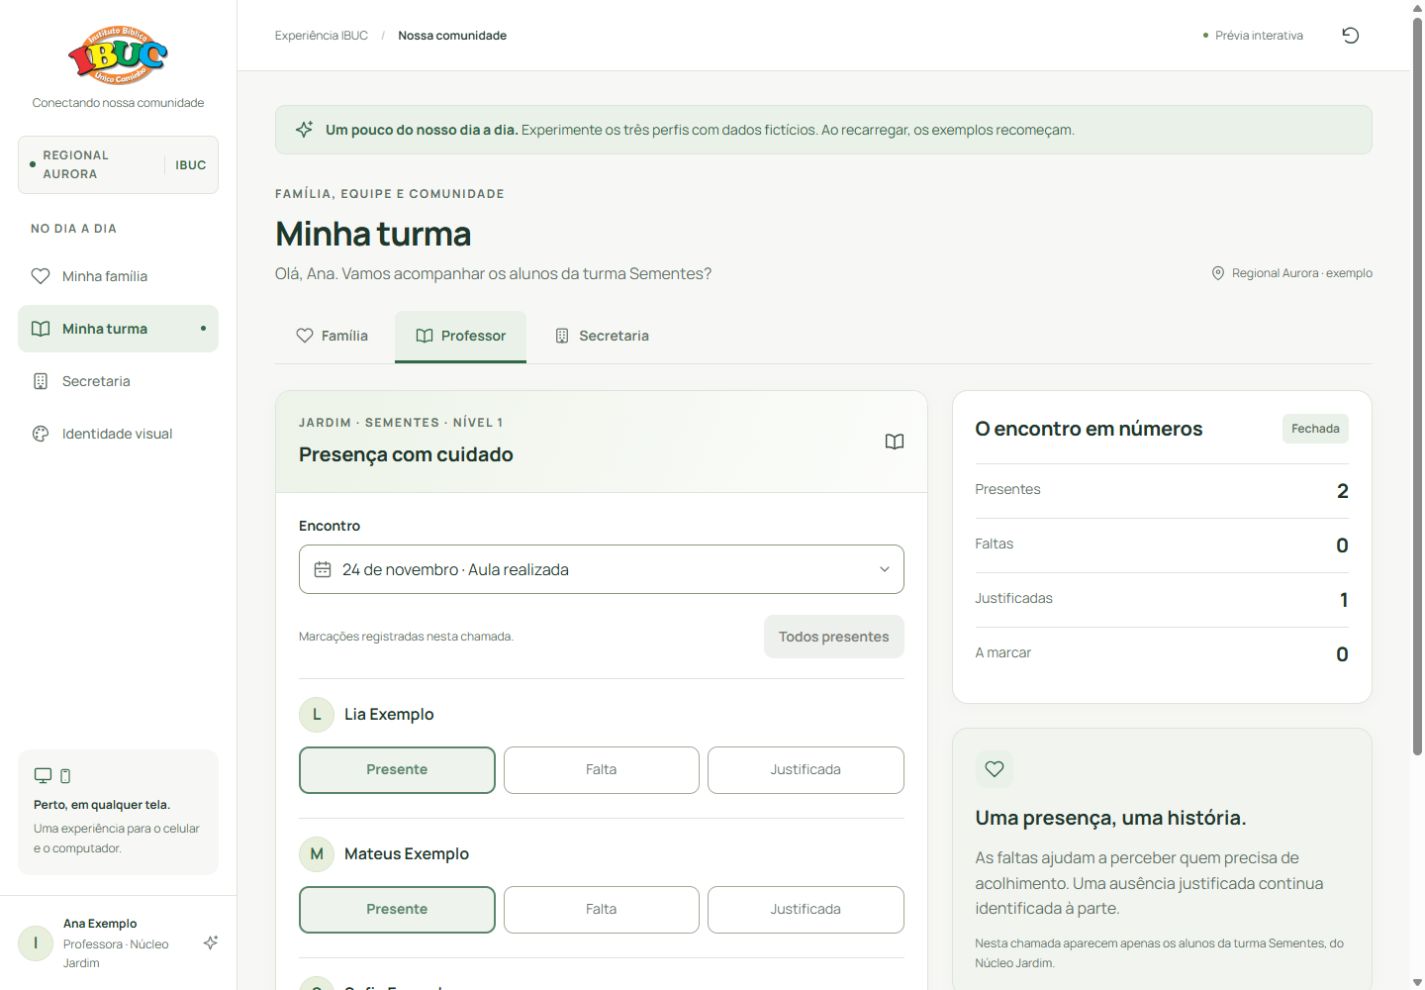 Instituto Bíblico
IBUC
Único Caminho
Conectando nossa comunidade
REGIONAL
AURORA
IBUC
NO DIA A DIA
Minha família
Minha turma
Secretaria
Identidade visual
Perto, em qualquer tela.
Uma experiência para o celular
e o computador.
I
Ana Exemplo
Professora · Núcleo
Jardim
Experiência IBUC / Nossa comunidade
Prévia interativa
Um pouco do nosso dia a dia. Experimente os três perfis com dados fictícios. Ao recarregar, os exemplos recomeçam.
FAMÍLIA, EQUIPE E COMUNIDADE
Minha turma
Olá, Ana. Vamos acompanhar os alunos da turma Sementes?
Regional Aurora · exemplo
Família
Professor
Secretaria
JARDIM · SEMENTES · NÍVEL 1
Presença com cuidado
Encontro
24 de novembro · Aula realizada
Marcações registradas nesta chamada.
Todos presentes
L
Lia Exemplo
Presente
Falta
Justificada
M
Mateus Exemplo
Presente
Falta
Justificada
O encontro em números
Fechada
Presentes 2
Faltas 0
Justificadas 1
A marcar 0
Uma presença, uma história.
As faltas ajudam a perceber quem precisa de
acolhimento. Uma ausência justificada continua
identificada à parte.
Nesta chamada aparecem apenas os alunos da turma Sementes, do
Núcleo Jardim.